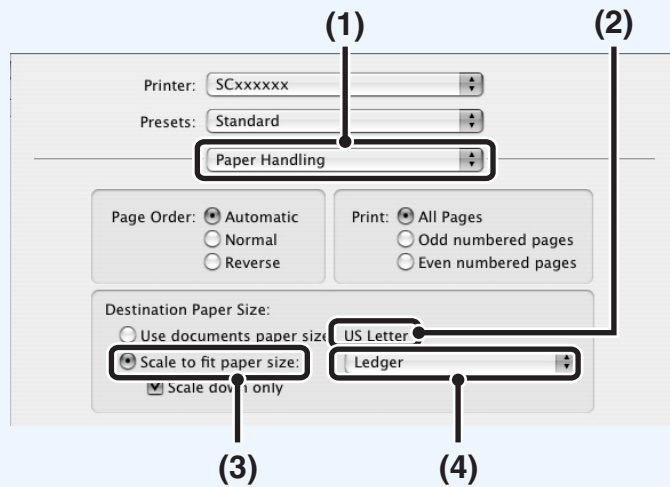 (1) (2)
Printer: SCxxxxxx
Presets: Standard
Paper Handling
Page Order: Automatic Print: All Pages
Normal Odd numbered pages
Reverse Even numbered pages
Destination Paper Size:
Use documents paper size US Letter
Scale to fit paper size: Ledger
Scale down only
(3) (4)